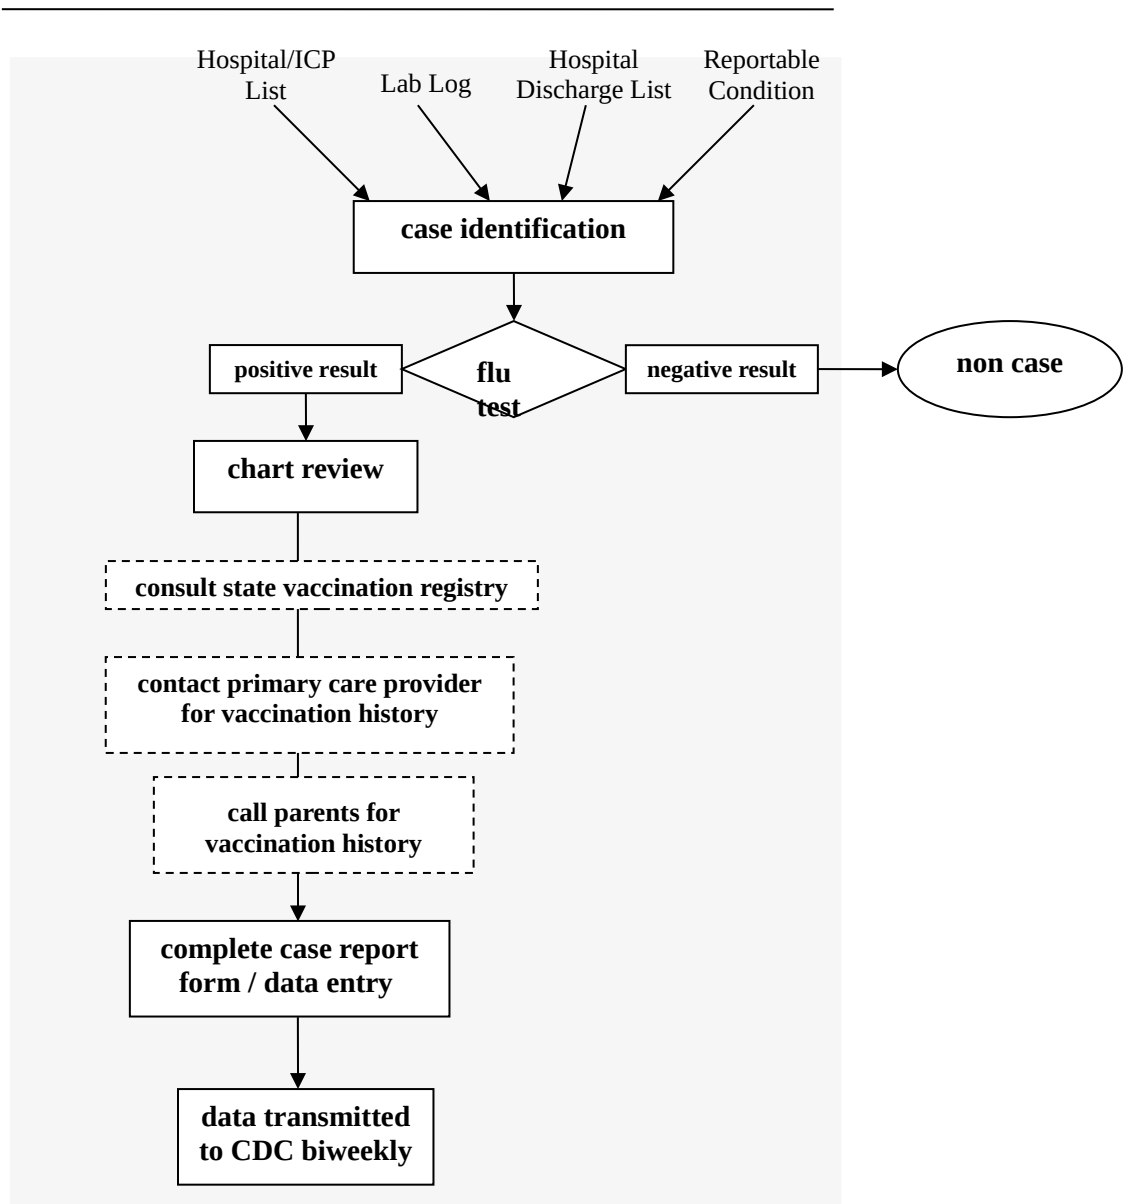 Hospital/ICP
List
Lab Log
Hospital
Discharge List
Reportable
Condition
case identification
positive result
flu
test
negative result
non case
chart review
consult state vaccination registry
contact primary care provider
for vaccination history
call parents for
vaccination history
complete case report
form / data entry
data transmitted
to CDC biweekly